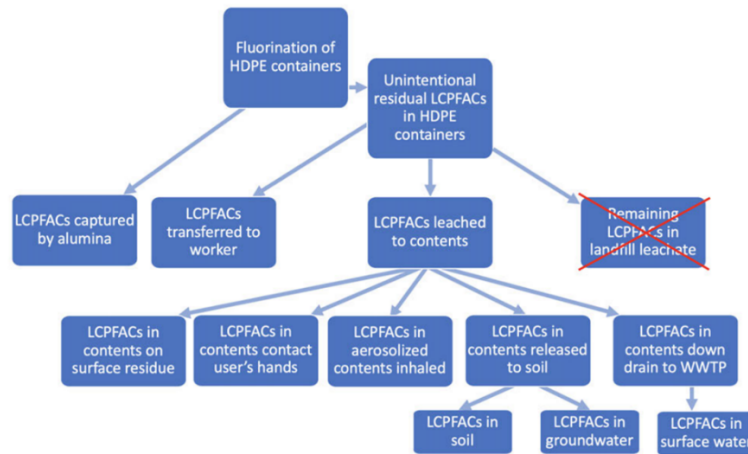 Fluorination of
HDPE containers
Unintentional
residual LCPFACs
in HDPE
containers
LCPFACs captured
by alumina
LCPFACs
transferred to
worker
LCPFACs leached
to contents
Remaining
LCPFACs in
landfill leachate
LCPFACs in
contents on
surface residue
LCPFACs in
contents contact
user's hands
LCPFACs in
aerosolized
contents inhaled
LCPFACs in
contents released
to soil
LCPFACs in
contents down
drain to WWTP
LCPFACs in
soil
LCPFACs in
groundwater
LCPFACs in
surface water